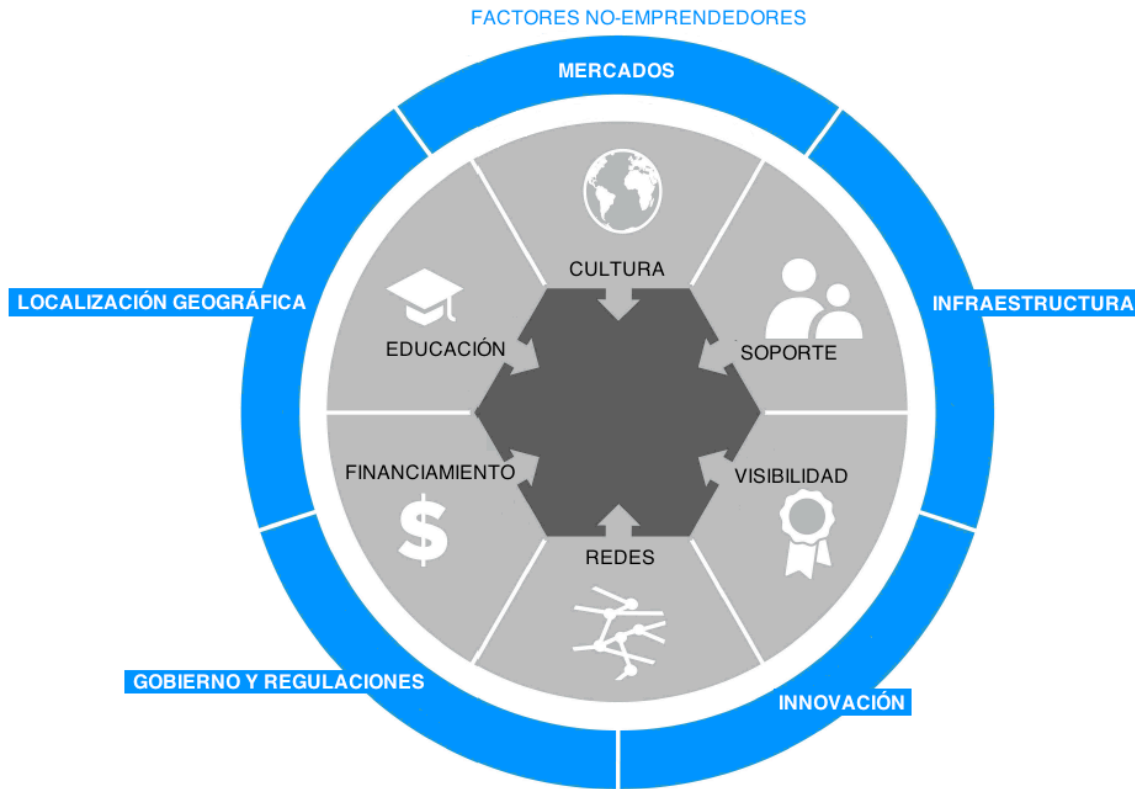 FACTORES NO-EMPRENDEDORES
MERCADOS
CULTURA
LOCALIZACIÓN GEOGRÁFICA
INFRAESTRUCTURA
EDUCACIÓN
SOPORTE
FINANCIAMIENTO
VISIBILIDAD
$
REDES
GOBIERNO Y REGULACIONES
INNOVACIÓN